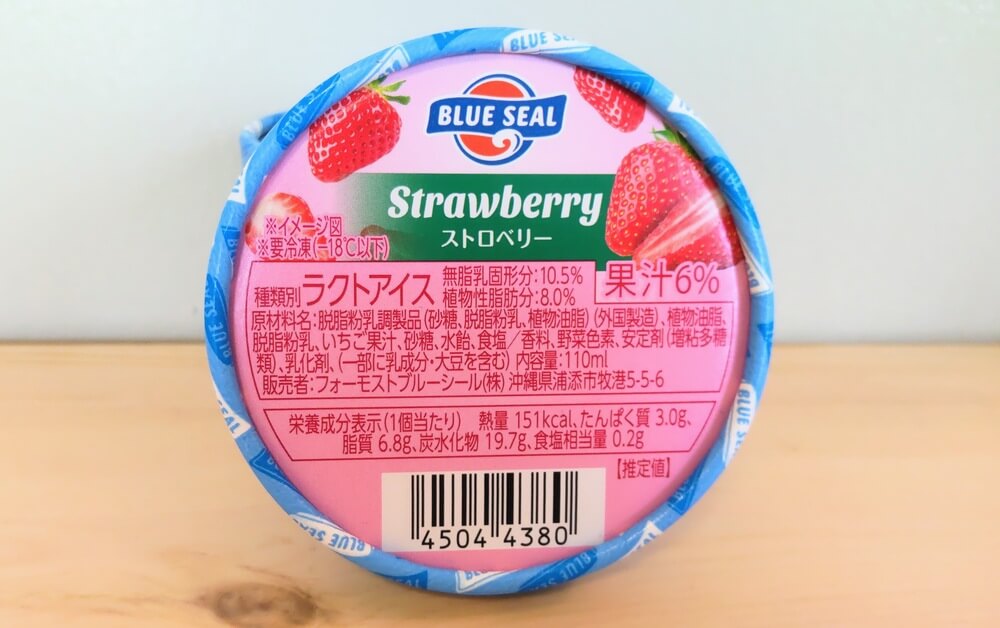 BLUE SEAL
BLUE SEAL
Strawberry
ストロベリー
※イメージ図
※要冷凍(−18℃以下)
種類別 ラクトアイス
無脂乳固形分:10.5%
植物性脂肪分:8.0%
果汁6%
原材料名:脱脂粉乳調製品(砂糖、脱脂粉乳、植物油脂)(外国製造)、植物油脂、
脱脂粉乳、いちご果汁、砂糖、水飴、食塩/香料、野菜色素、安定剤(増粘多糖
類)、乳化剤、(一部に乳成分・大豆を含む) 内容量:110ml
販売者:フォーモストブルーシール(株) 沖縄県浦添市牧港5-5-6
栄養成分表示(1個当たり) 熱量 151kcal、たんぱく質 3.0g、
脂質 6.8g、炭水化物 19.7g、食塩相当量 0.2g
【推定値】
4504 4380
BLUE SEAL
BLUE SEAL